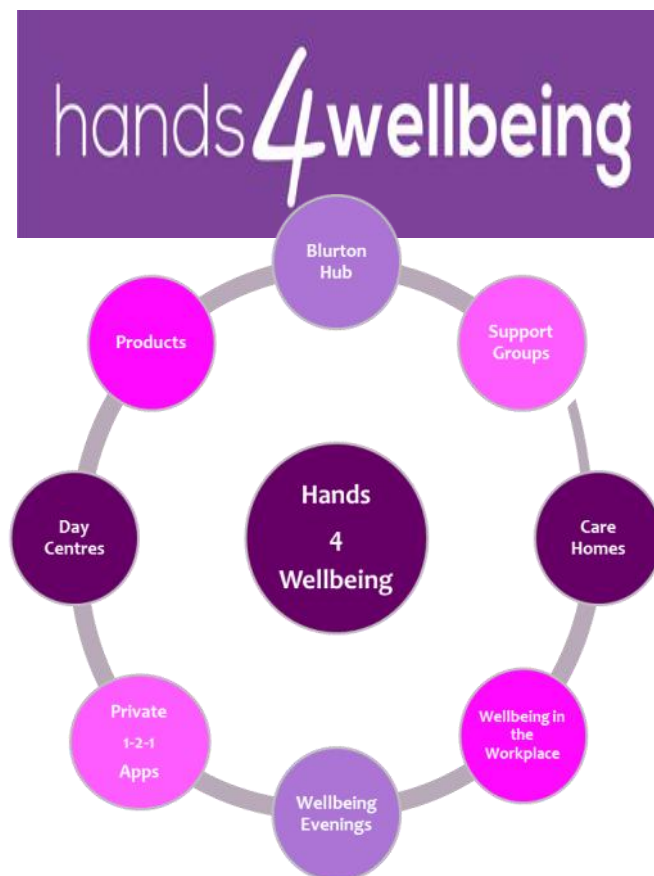 hands4wellbeing
Blurton
Hub
Support
Groups
Care
Homes
Wellbeing in
the
Workplace
Wellbeing
Evenings
Private
1-2-1
Apps
Day
Centres
Products
Hands
4
Wellbeing